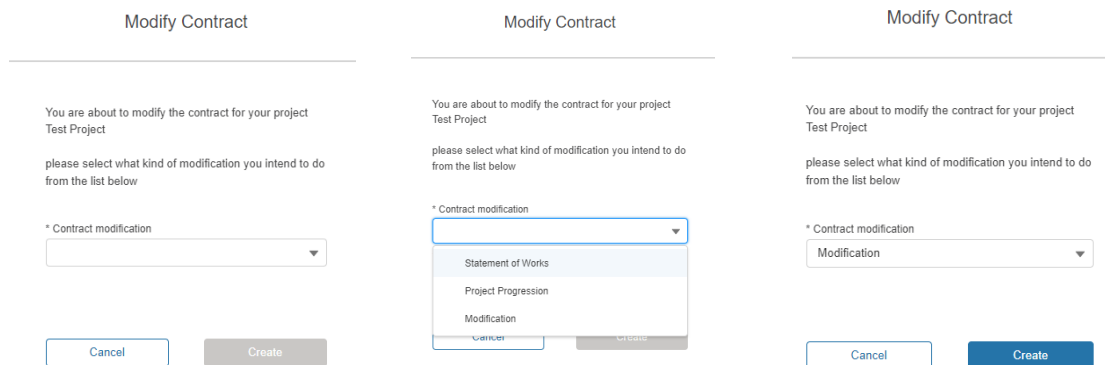 Modify Contract
You are about to modify the contract for your project
Test Project
please select what kind of modification you intend to do
from the list below
* Contract modification
Cancel
Create
Modify Contract
You are about to modify the contract for your project
Test Project
please select what kind of modification you intend to do
from the list below
* Contract modification
Statement of Works
Project Progression
Modification
Cancel
Create
Modify Contract
You are about to modify the contract for your project
Test Project
please select what kind of modification you intend to do
from the list below
* Contract modification
Modification
Cancel
Create